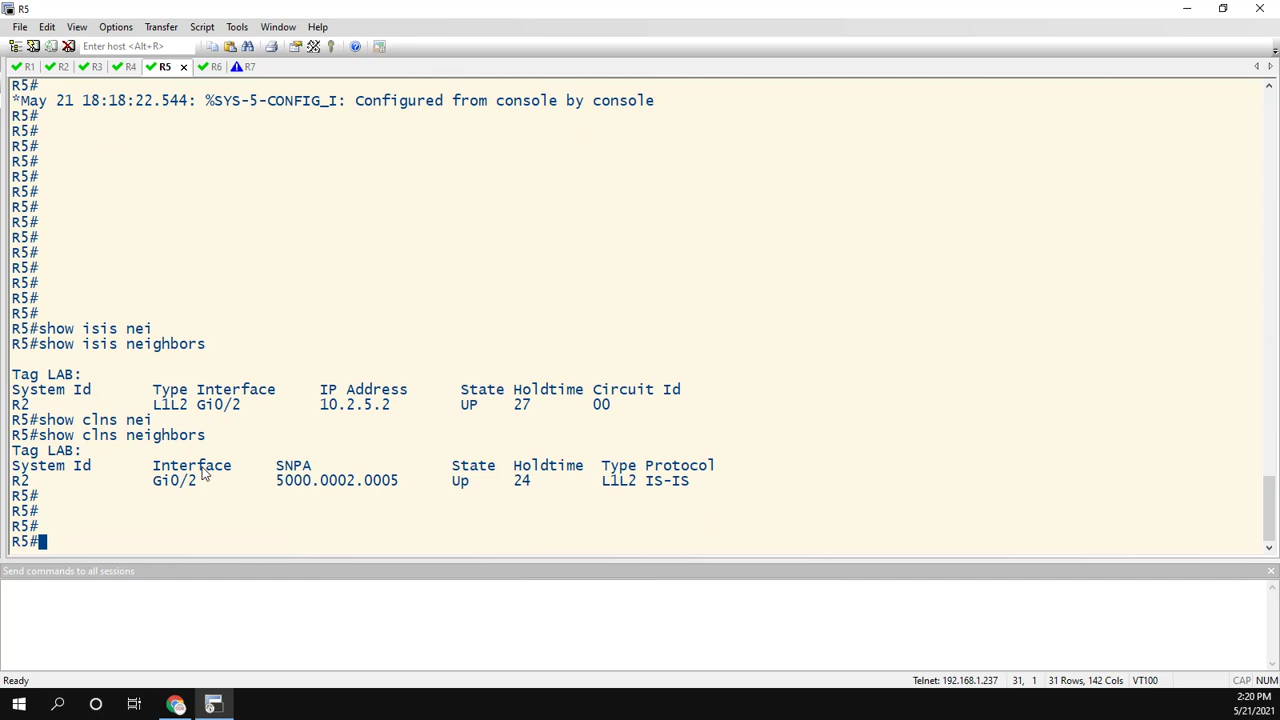 R5
File Edit View Options Transfer Script Tools Window Help
Enter host <Alt+R>
R1 R2 R3 R4 R5 R6 R7
R5#
*May 21 18:18:22.544: %SYS-5-CONFIG_I: Configured from console by console
R5#
R5#
R5#
R5#
R5#
R5#
R5#
R5#
R5#
R5#
R5#
R5#
R5#
R5#
R5#show isis nei
R5#show isis neighbors
Tag LAB:
System Id Type Interface IP Address State Holdtime Circuit Id
R2 L1L2 Gi0/2 10.2.5.2 UP 27 00
R5#show clns nei
R5#show clns neighbors
Tag LAB:
System Id Interface SNPA State Holdtime Type Protocol
R2 Gi0/2 5000.0002.0005 Up 24 L1L2 IS-IS
R5#
R5#
R5#
R5#
Send commands to all sessions
Ready Telnet: 192.168.1.237 31, 1 31 Rows, 142 Cols VT100 CAP NUM
2:20 PM
5/21/2021